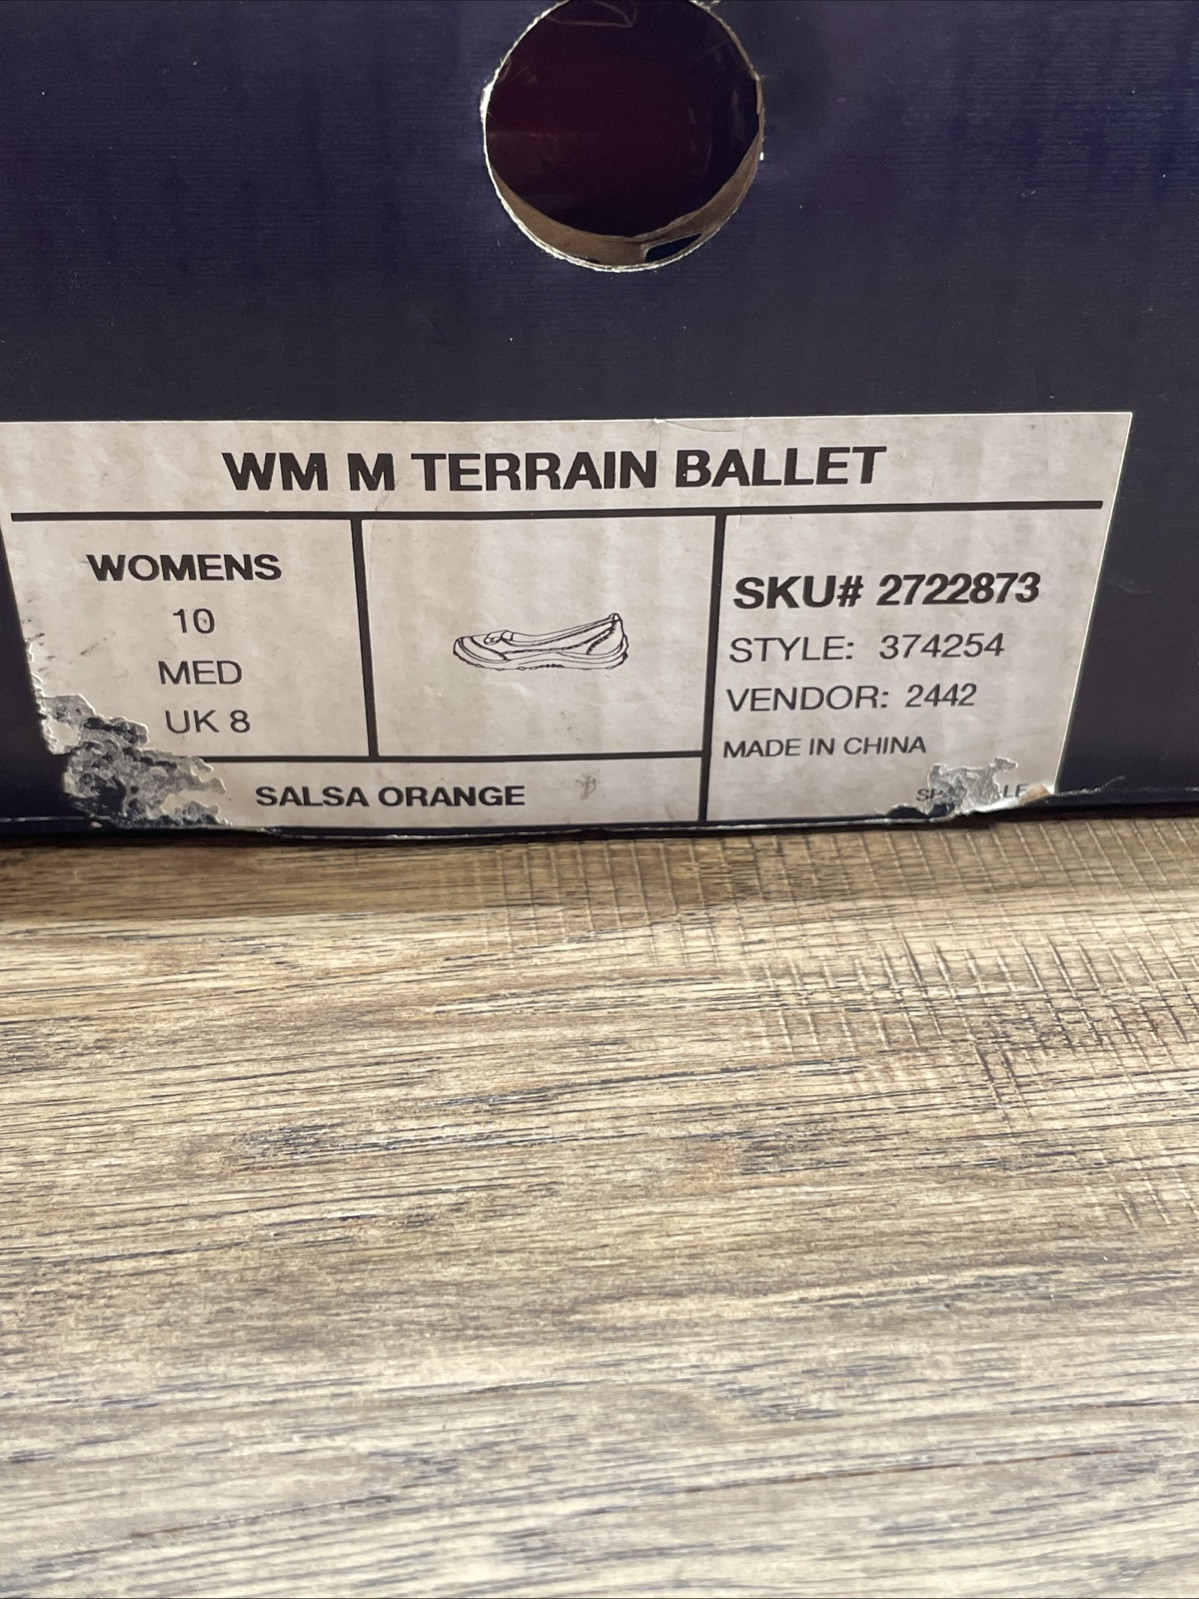 WM M TERRAIN BALLET
WOMENS
10
MED
UK 8
SALSA ORANGE
SKU# 2722873
STYLE: 374254
VENDOR: 2442
MADE IN CHINA